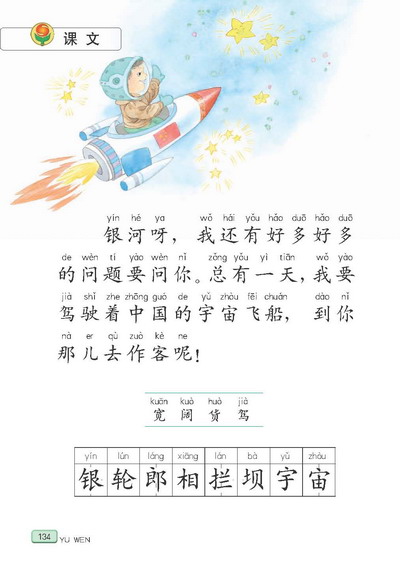 课文
yín hé ya wǒ hái yǒu hǎo duō hǎo duō
银河呀，我还有好多好多
de wèn tí yào wèn nǐ zǒng yǒu yì tiān wǒ yào
的问题要问你。总有一天，我要
jià shǐ zhe zhōng guó de yǔ zhòu fēi chuán dào nǐ
驾驶着中国的宇宙飞船，到你
nà er qù zuò kè ne
那儿去作客呢！
kuān kuò huò jià
宽 阔 货 驾
yín lún láng xiāng lán bà yǔ zhòu
银 轮 郎 相 拦 坝 宇 宙
134 YU WEN